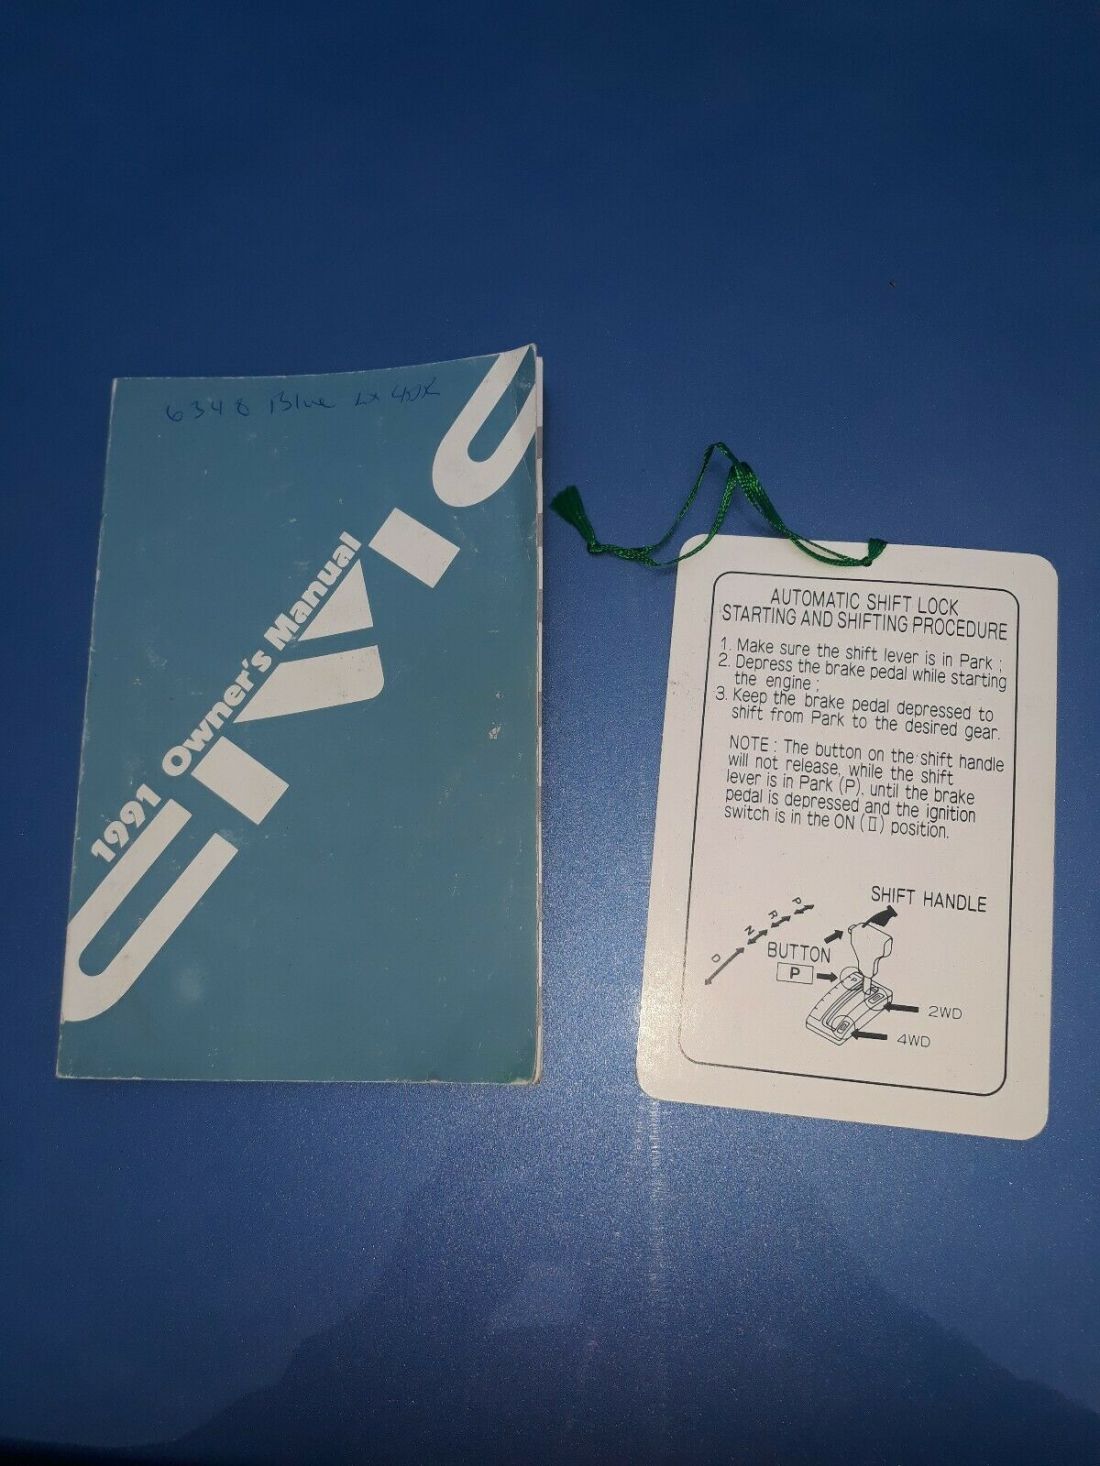 6348 Blue Lx 4DR
CIVIC
1991 Owner's Manual
AUTOMATIC SHIFT LOCK
STARTING AND SHIFTING PROCEDURE
1. Make sure the shift lever is in Park ;
2. Depress the brake pedal while starting
the engine ;
3. Keep the brake pedal depressed to
shift from Park to the desired gear.
NOTE : The button on the shift handle
will not release, while the shift
lever is in Park (P), until the brake
pedal is depressed and the ignition
switch is in the ON (Ⅱ) position.
SHIFT HANDLE
P
R
N
D
BUTTON
P
2WD
4WD